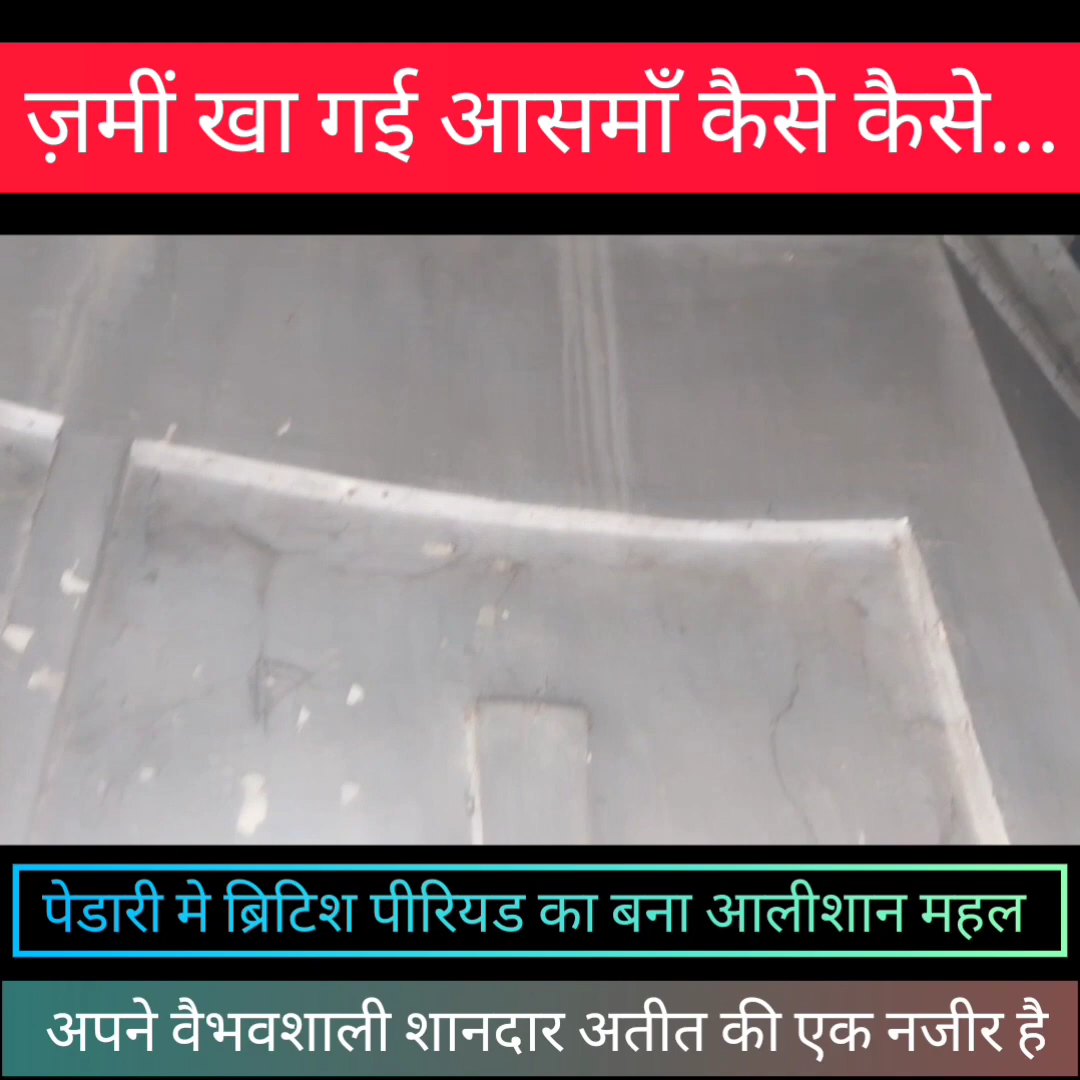 ज़मीं खा गई आसमाँ कैसे कैसे...
पेडारी मे ब्रिटिश पीरियड का बना आलीशान महल
अपने वैभवशाली शानदार अतीत की एक नजीर है